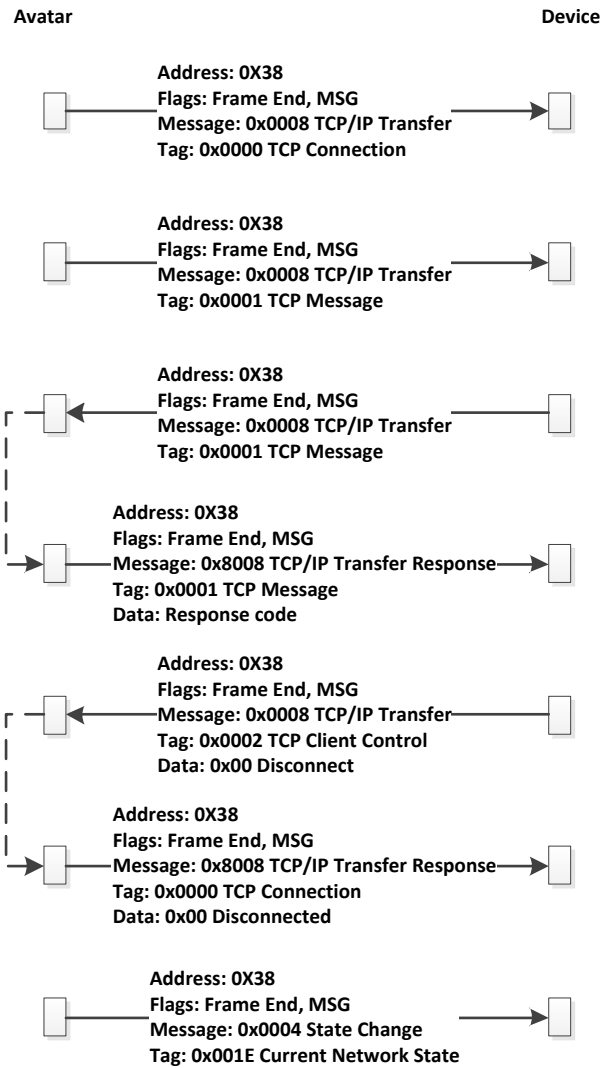 Avatar
Device
Address: 0X38
Flags: Frame End, MSG
Message: 0x0008 TCP/IP Transfer
Tag: 0x0000 TCP Connection
Address: 0X38
Flags: Frame End, MSG
Message: 0x0008 TCP/IP Transfer
Tag: 0x0001 TCP Message
Address: 0X38
Flags: Frame End, MSG
Message: 0x0008 TCP/IP Transfer
Tag: 0x0001 TCP Message
Address: 0X38
Flags: Frame End, MSG
Message: 0x8008 TCP/IP Transfer Response
Tag: 0x0001 TCP Message
Data: Response code
Address: 0X38
Flags: Frame End, MSG
Message: 0x0008 TCP/IP Transfer
Tag: 0x0002 TCP Client Control
Data: 0x00 Disconnect
Address: 0X38
Flags: Frame End, MSG
Message: 0x8008 TCP/IP Transfer Response
Tag: 0x0000 TCP Connection
Data: 0x00 Disconnected
Address: 0X38
Flags: Frame End, MSG
Message: 0x0004 State Change
Tag: 0x001E Current Network State